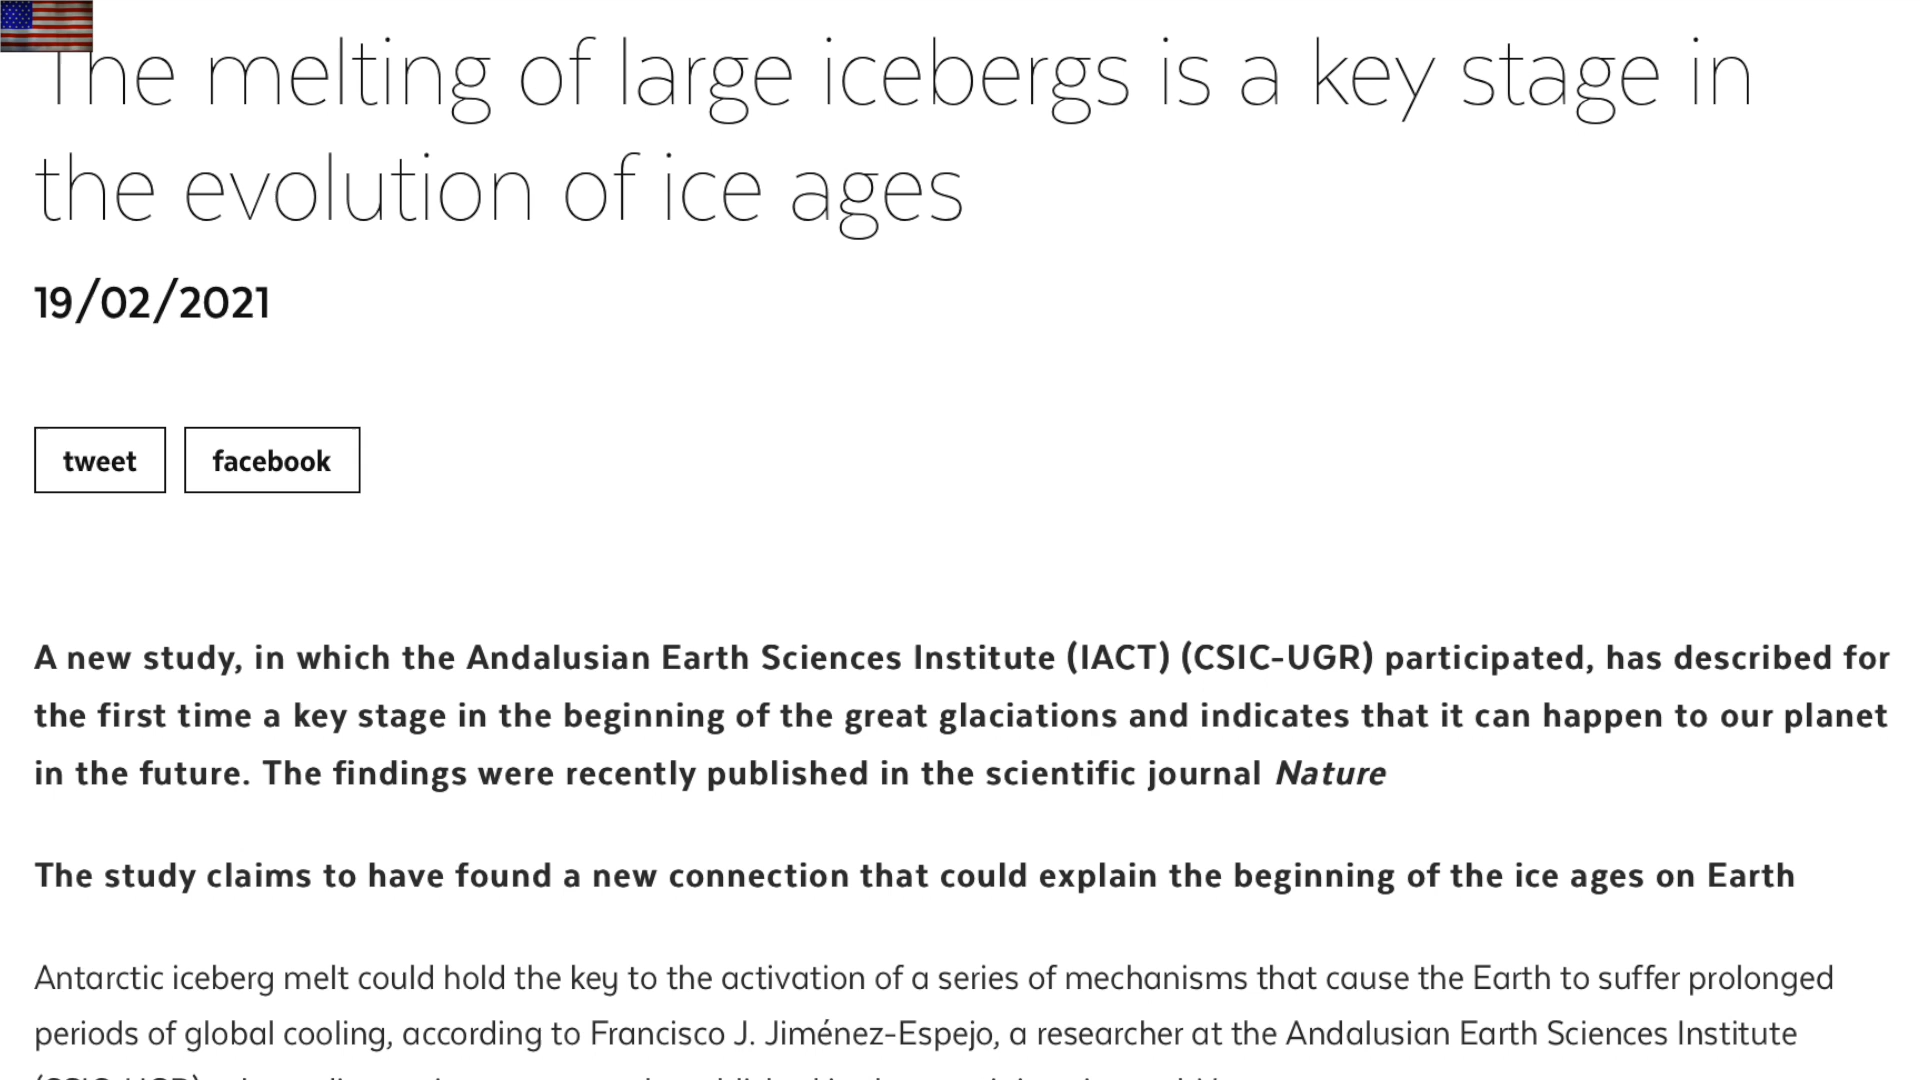 The melting of large icebergs is a key stage in
the evolution of ice ages
19/02/2021
tweet facebook
A new study, in which the Andalusian Earth Sciences Institute (IACT) (CSIC-UGR) participated, has described for
the first time a key stage in the beginning of the great glaciations and indicates that it can happen to our planet
in the future. The findings were recently published in the scientific journal Nature
The study claims to have found a new connection that could explain the beginning of the ice ages on Earth
Antarctic iceberg melt could hold the key to the activation of a series of mechanisms that cause the Earth to suffer prolonged
periods of global cooling, according to Francisco J. Jiménez-Espejo, a researcher at the Andalusian Earth Sciences Institute